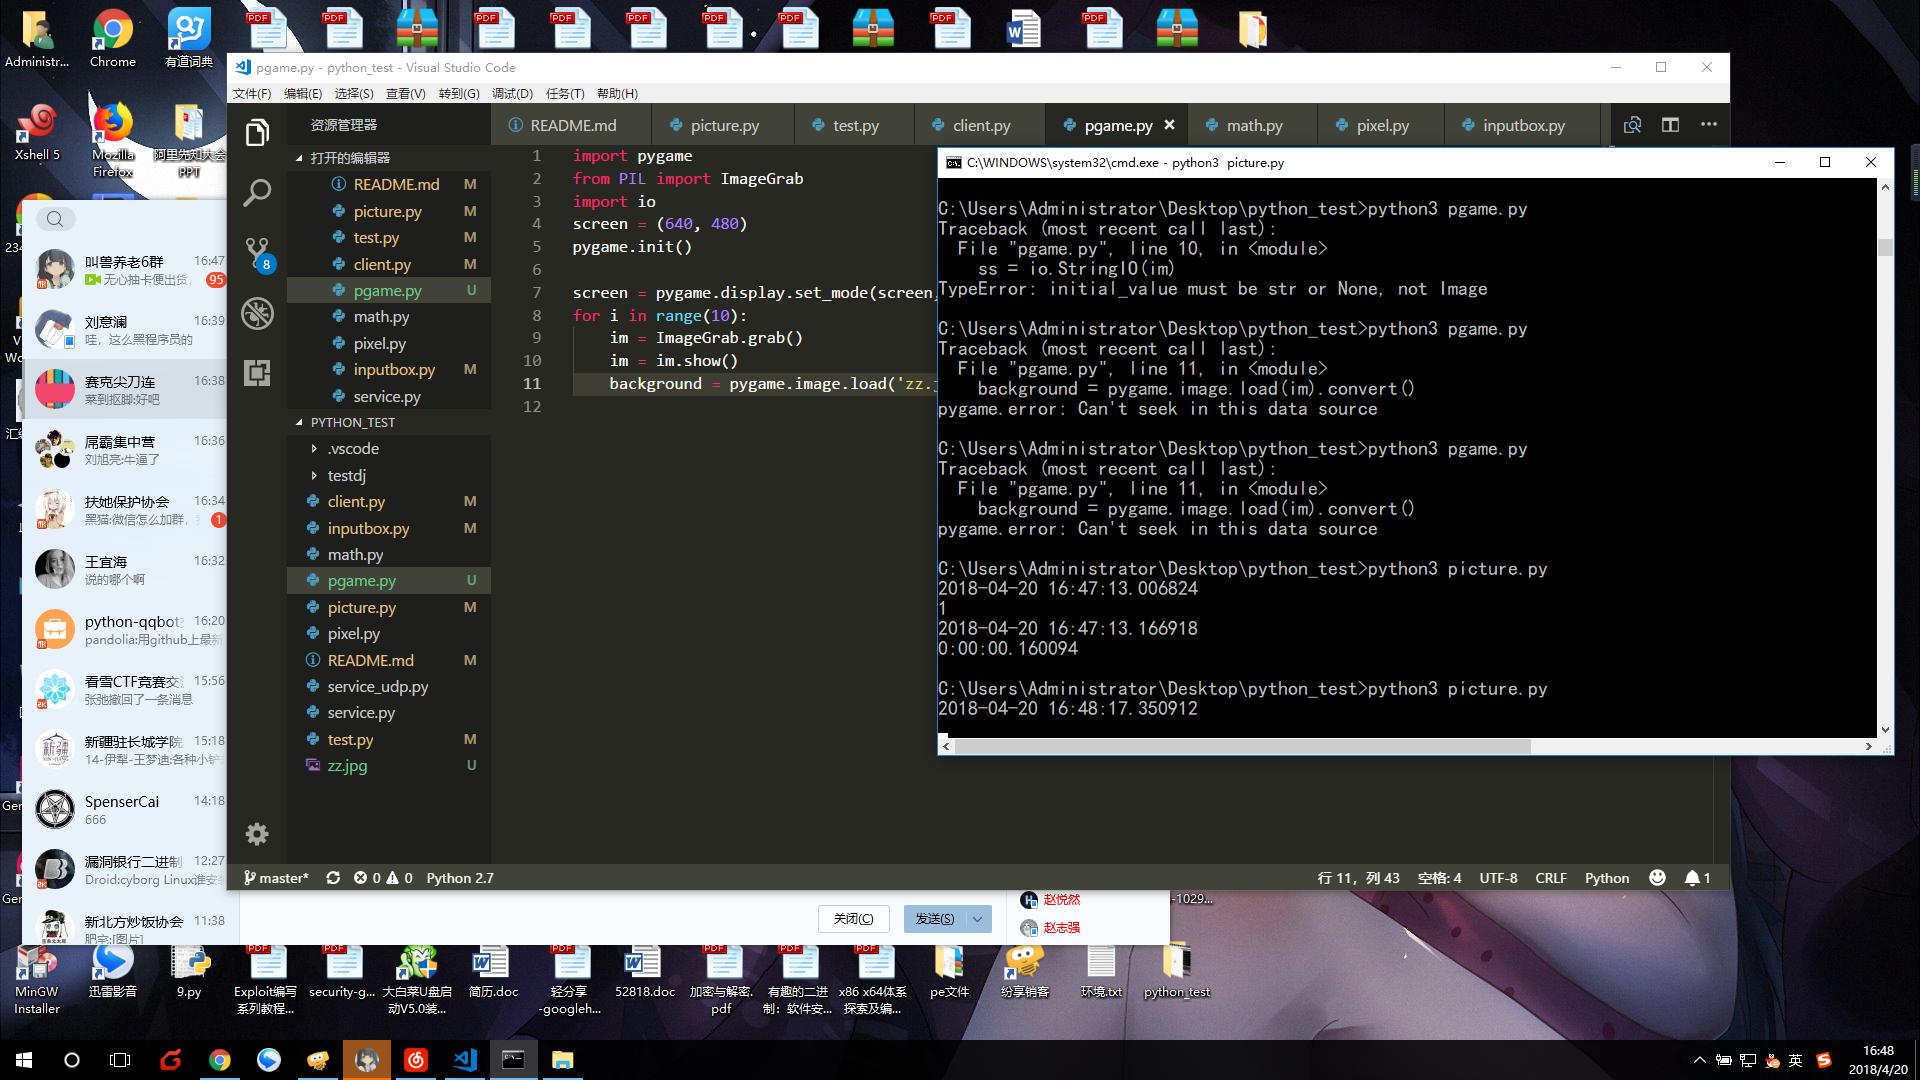 Administr...
Chrome
有道词典
Xshell 5
Mozilla Firefox
阿里先知大会 PPT
pgame.py - python_test - Visual Studio Code
文件(F) 编辑(E) 选择(S) 查看(V) 转到(G) 调试(D) 任务(T) 帮助(H)
资源管理器
README.md picture.py test.py client.py pgame.py math.py pixel.py inputbox.py
打开的编辑器
README.md M
picture.py M
test.py M
client.py M
pgame.py U
math.py
pixel.py
inputbox.py M
service.py
PYTHON_TEST
.vscode
testdj
client.py M
inputbox.py M
math.py
pgame.py U
picture.py M
pixel.py
README.md M
service_udp.py
service.py
test.py M
zz.jpg U
8
1 import pygame
2 from PIL import ImageGrab
3 import io
4 screen = (640, 480)
5 pygame.init()
6
7 screen = pygame.display.set_mode(screen,
8 for i in range(10):
9 im = ImageGrab.grab()
10 im = im.show()
11 background = pygame.image.load('zz.
12
C:\WINDOWS\system32\cmd.exe - python3 picture.py
C:\Users\Administrator\Desktop\python_test>python3 pgame.py
Traceback (most recent call last):
File "pgame.py", line 10, in <module>
ss = io.StringIO(im)
TypeError: initial_value must be str or None, not Image
C:\Users\Administrator\Desktop\python_test>python3 pgame.py
Traceback (most recent call last):
File "pgame.py", line 11, in <module>
background = pygame.image.load(im).convert()
pygame.error: Can't seek in this data source
C:\Users\Administrator\Desktop\python_test>python3 pgame.py
Traceback (most recent call last):
File "pgame.py", line 11, in <module>
background = pygame.image.load(im).convert()
pygame.error: Can't seek in this data source
C:\Users\Administrator\Desktop\python_test>python3 picture.py
2018-04-20 16:47:13.006824
1
2018-04-20 16:47:13.166918
0:00:00.160094
C:\Users\Administrator\Desktop\python_test>python3 picture.py
2018-04-20 16:48:17.350912
叫兽养老6群 16:47
无心抽卡便出货, 95
刘意澜 16:39
哇，这么黑程序员的
赛克尖刀连 16:38
菜到抠脚:好吧
屌霸集中营 16:36
刘旭亮:牛逼了
扶她保护协会 16:34
黑猫:微信怎么加群, 1
王宜海 16:32
说的哪个啊
python-qqbot 16:20
pandolia:用github上最新
看雪CTF竞赛交 15:56
张弛撤回了一条消息
新疆驻长城学院 15:18
14-伊犁-王梦迪:各种小铲
SpenserCai 14:18
666
漏洞银行二进制 12:27
Droid:cyborg Linux谁安
新北方炒饭协会 11:38
肥宅:[图片]
master* 0 0 Python 2.7
行 11，列 43 空格: 4 UTF-8 CRLF Python 1
关闭(C) 发送(S)
赵悦然
赵志强
-1029...
MinGW Installer
迅雷影音
9.py
Exploit编写系列教程...
security-g...
大白菜U盘启动V5.0装...
简历.doc
轻分享-googleh...
52818.doc
加密与解密.pdf
有趣的二进制：软件安...
x86 x64体系探索及编...
pe文件
纷享销客
环境.txt
python_test
英
16:48
2018/4/20